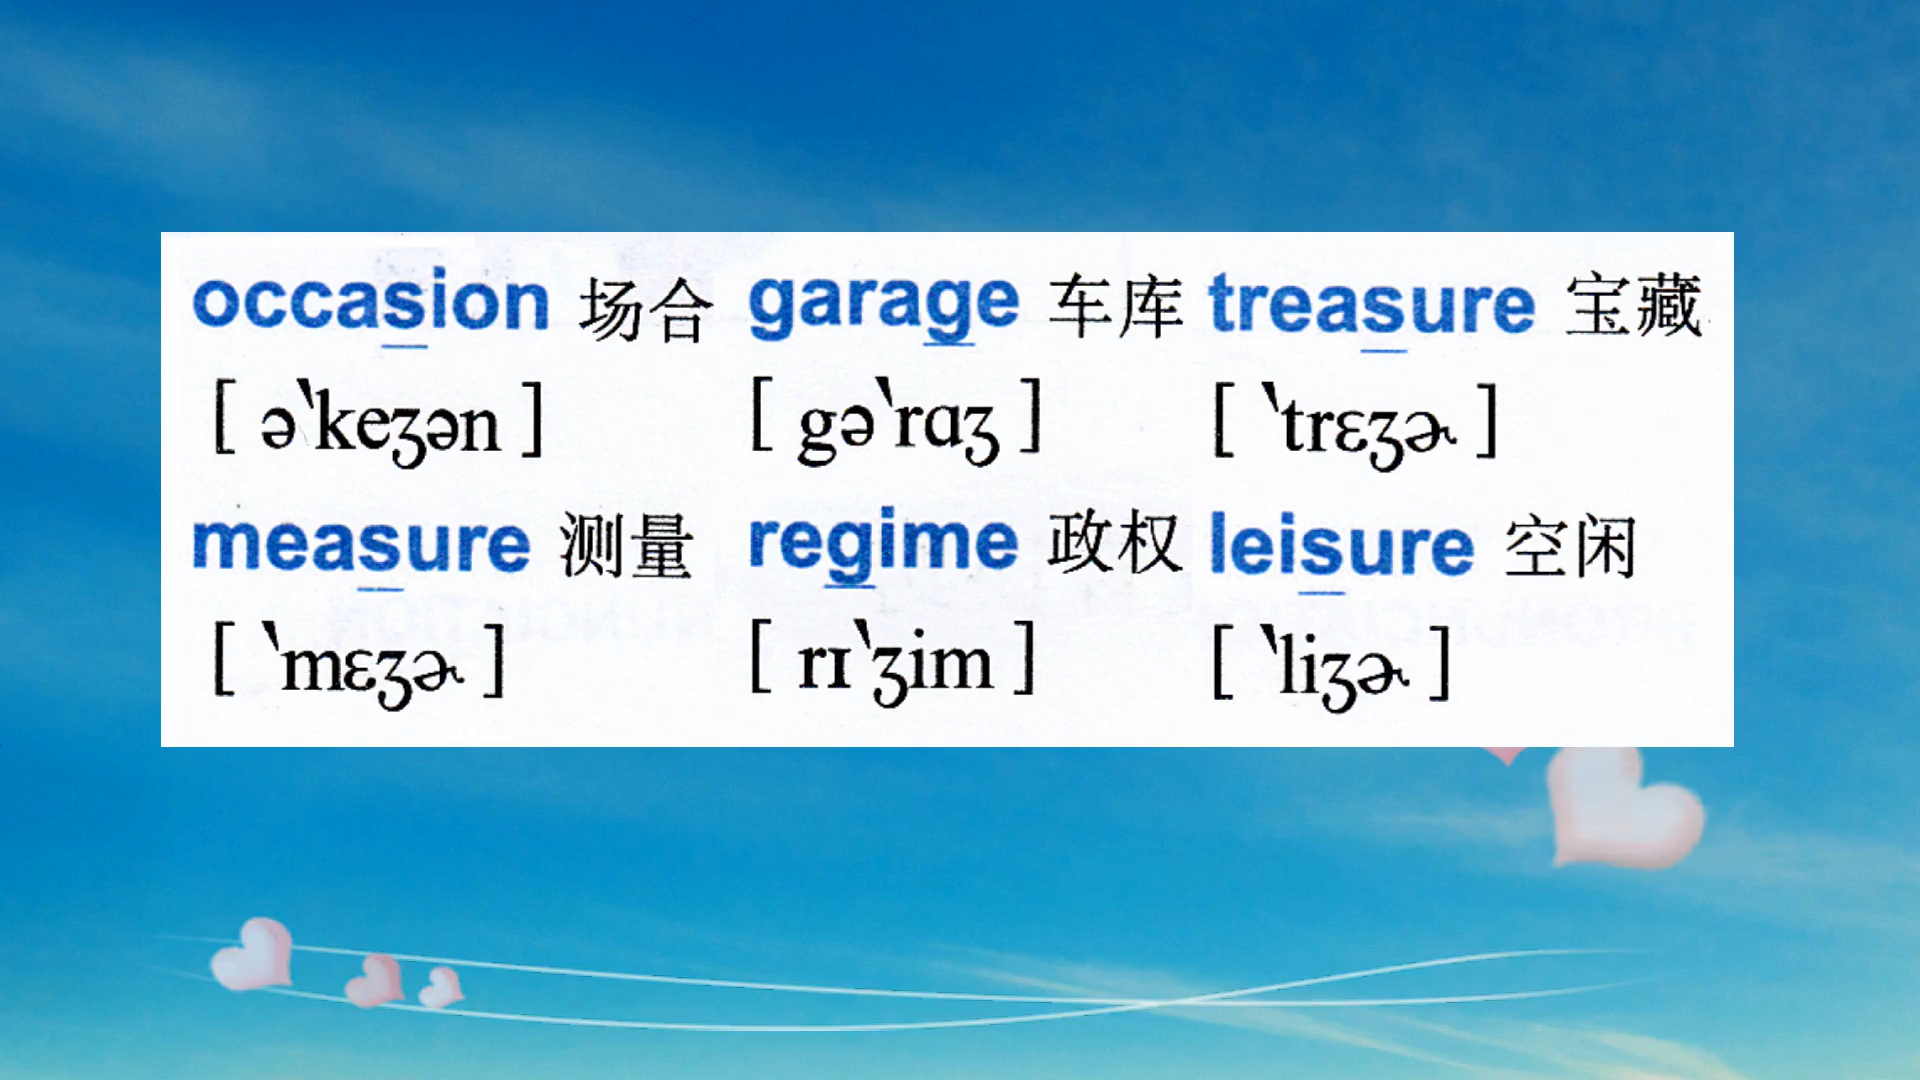 occasion 场合 garage 车库 treasure 宝藏
[ əˋkeʒən ] [ gəˋrɑʒ ] [ ˋtrɛʒɚ ]
measure 测量 regime 政权 leisure 空闲
[ ˋmɛʒɚ ] [ rɪˋʒim ] [ ˋliʒɚ ]